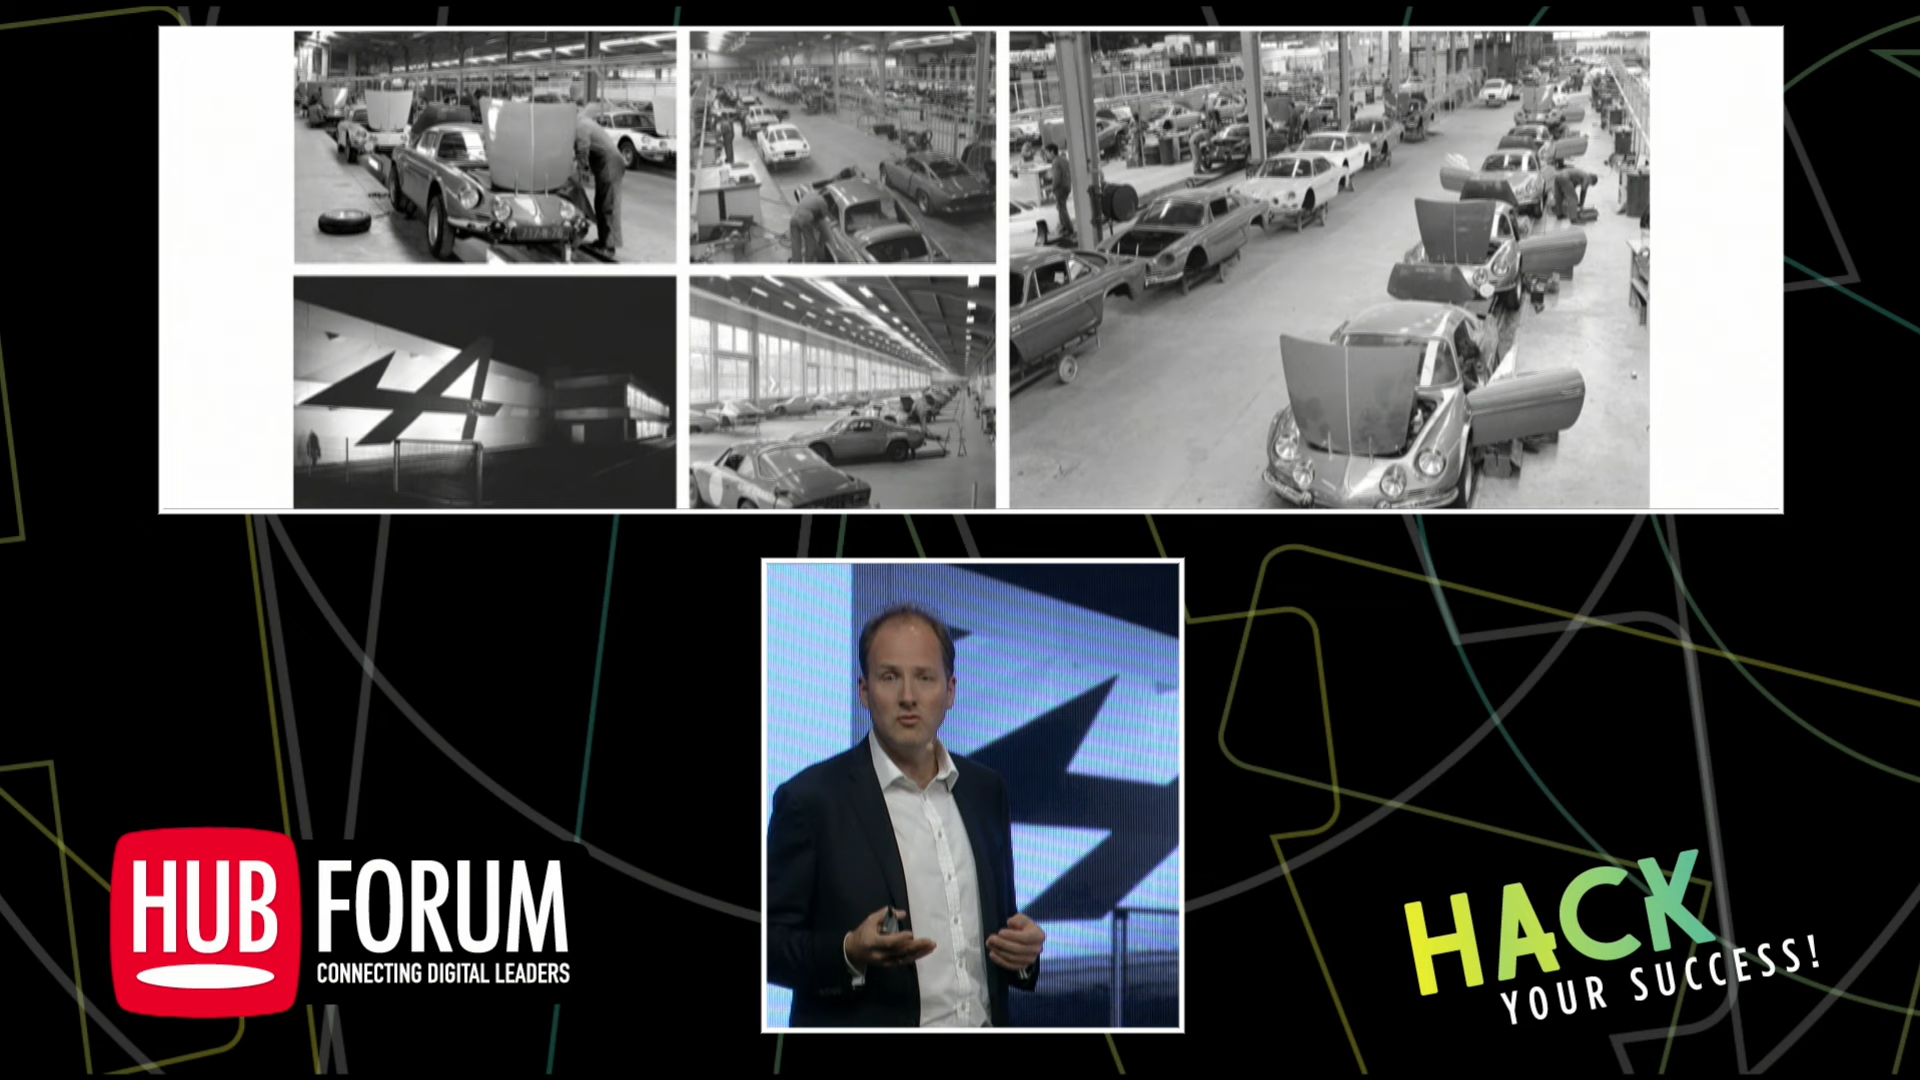 HUB
FORUM
CONNECTING DIGITAL LEADERS
HACK
YOUR SUCCESS!